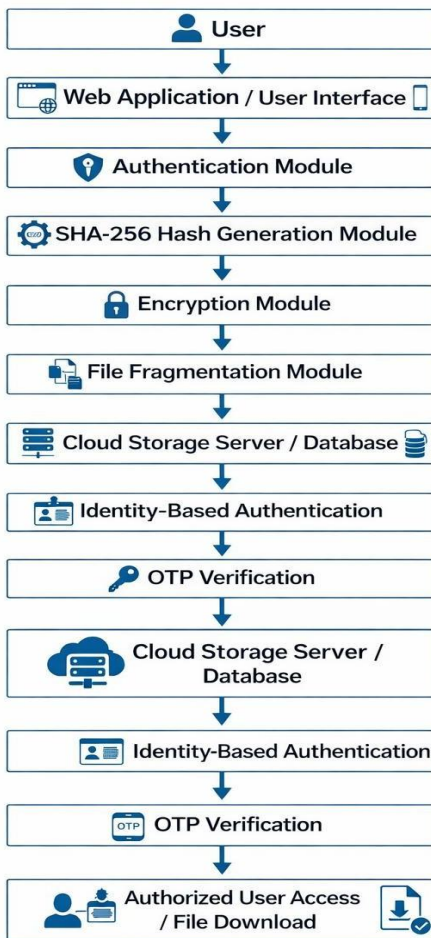 User
Web Application / User Interface
Authentication Module
SHA-256 Hash Generation Module
Encryption Module
File Fragmentation Module
Cloud Storage Server / Database
Identity-Based Authentication
OTP Verification
Cloud Storage Server /
Database
Identity-Based Authentication
OTP OTP Verification
Authorized User Access
/ File Download